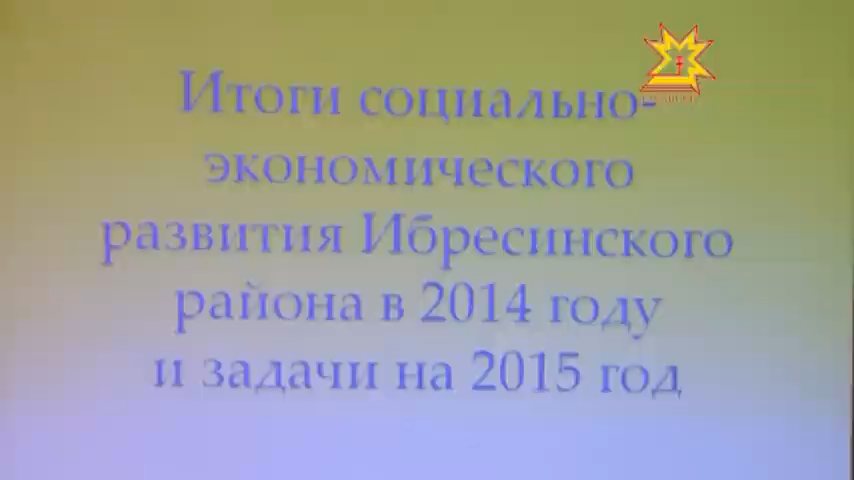 Итоги социально-
экономического
развития Ибресинского
района в 2014 году
и задачи на 2015 год